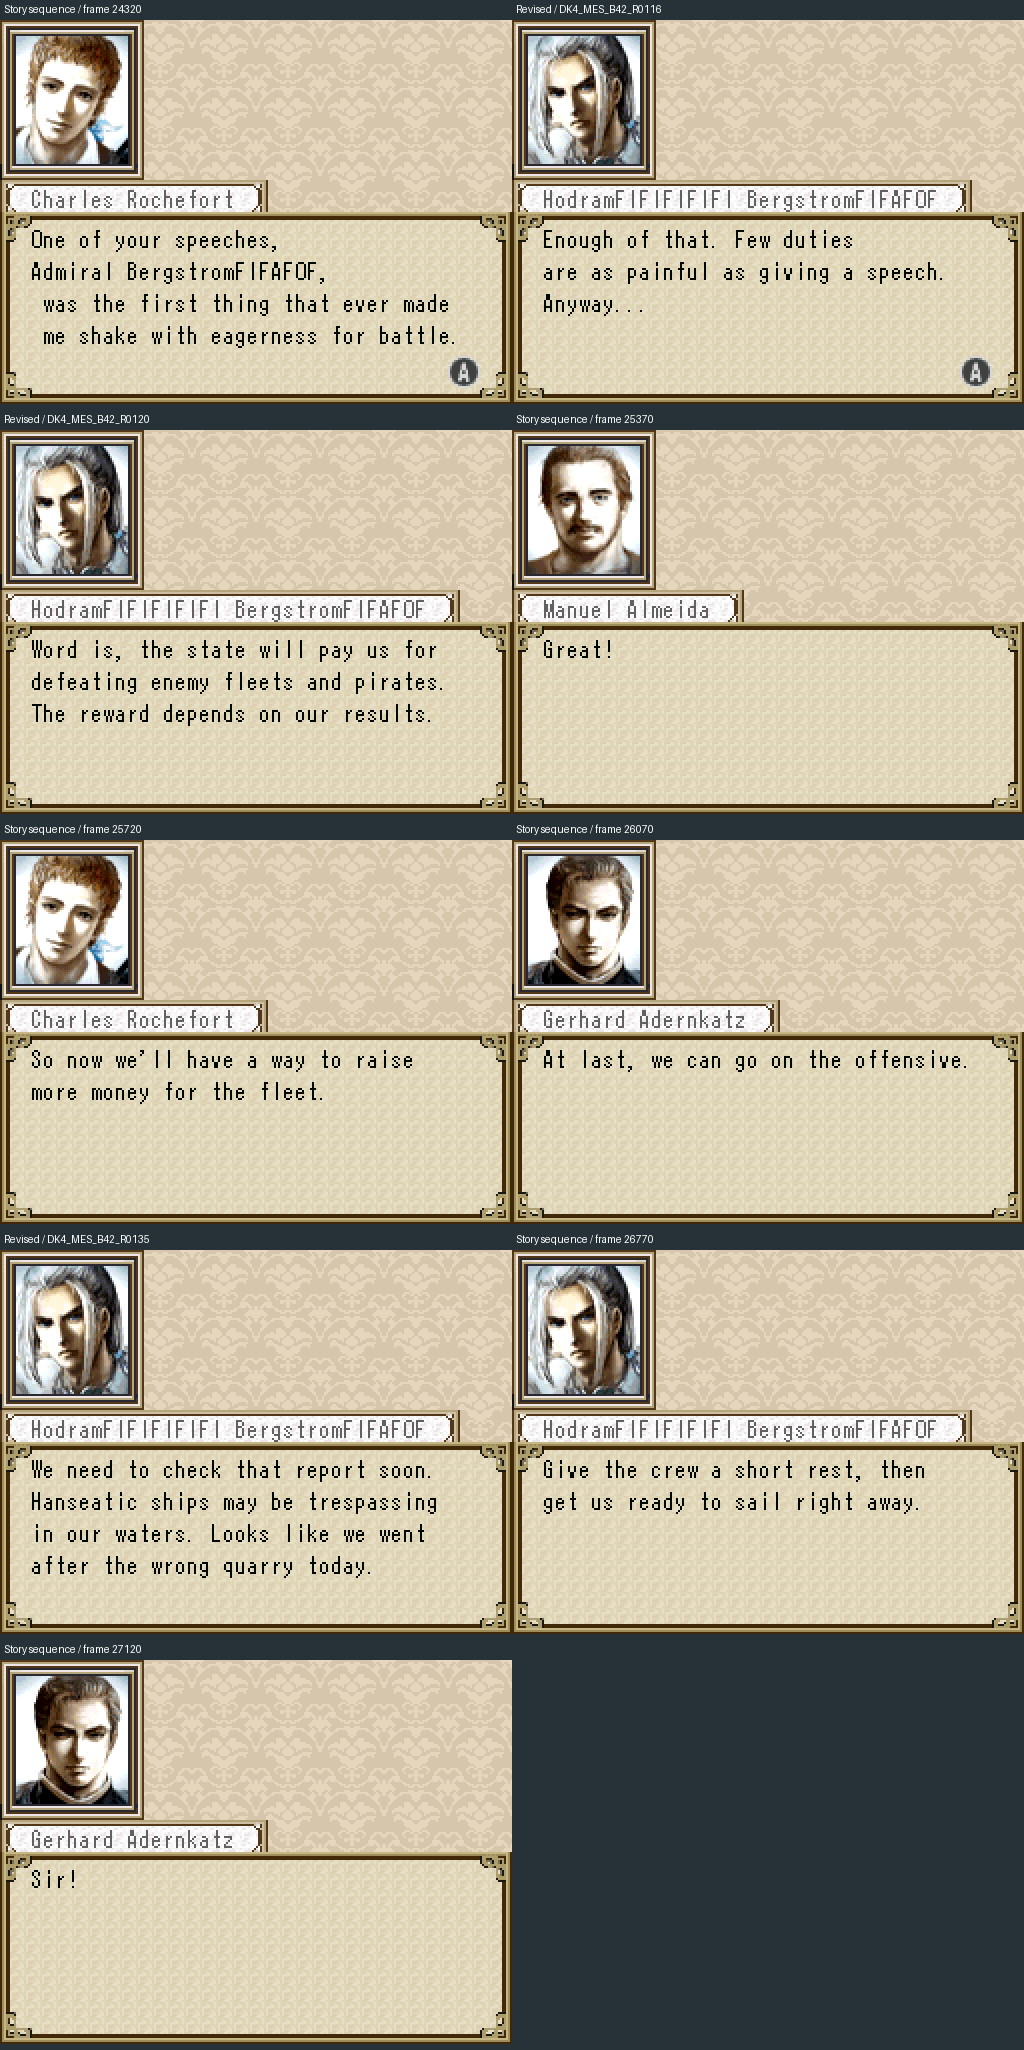 Story sequence / frame 24320
Charles Rochefort
One of your speeches,
Admiral BergstromFIFAFOF,
was the first thing that ever made
me shake with eagerness for battle.
A
Revised / DK4_MES_B42_R0116
HodramFIFIFIFIFI BergstromFIFAFOF
Enough of that. Few duties
are as painful as giving a speech.
Anyway...
A
Revised / DK4_MES_B42_R0120
HodramFIFIFIFIFI BergstromFIFAFOF
Word is, the state will pay us for
defeating enemy fleets and pirates.
The reward depends on our results.
Story sequence / frame 25370
Manuel Almeida
Great!
Story sequence / frame 25720
Charles Rochefort
So now we'll have a way to raise
more money for the fleet.
Story sequence / frame 26070
Gerhard Adernkatz
At last, we can go on the offensive.
Revised / DK4_MES_B42_R0135
HodramFIFIFIFIFI BergstromFIFAFOF
We need to check that report soon.
Hanseatic ships may be trespassing
in our waters. Looks like we went
after the wrong quarry today.
Story sequence / frame 26770
HodramFIFIFIFIFI BergstromFIFAFOF
Give the crew a short rest, then
get us ready to sail right away.
Story sequence / frame 27120
Gerhard Adernkatz
Sir!